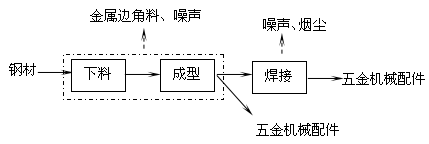 金属边角料、噪声
噪声、烟尘
钢材
下料
成型
焊接
五金机械配件
五金机械配件